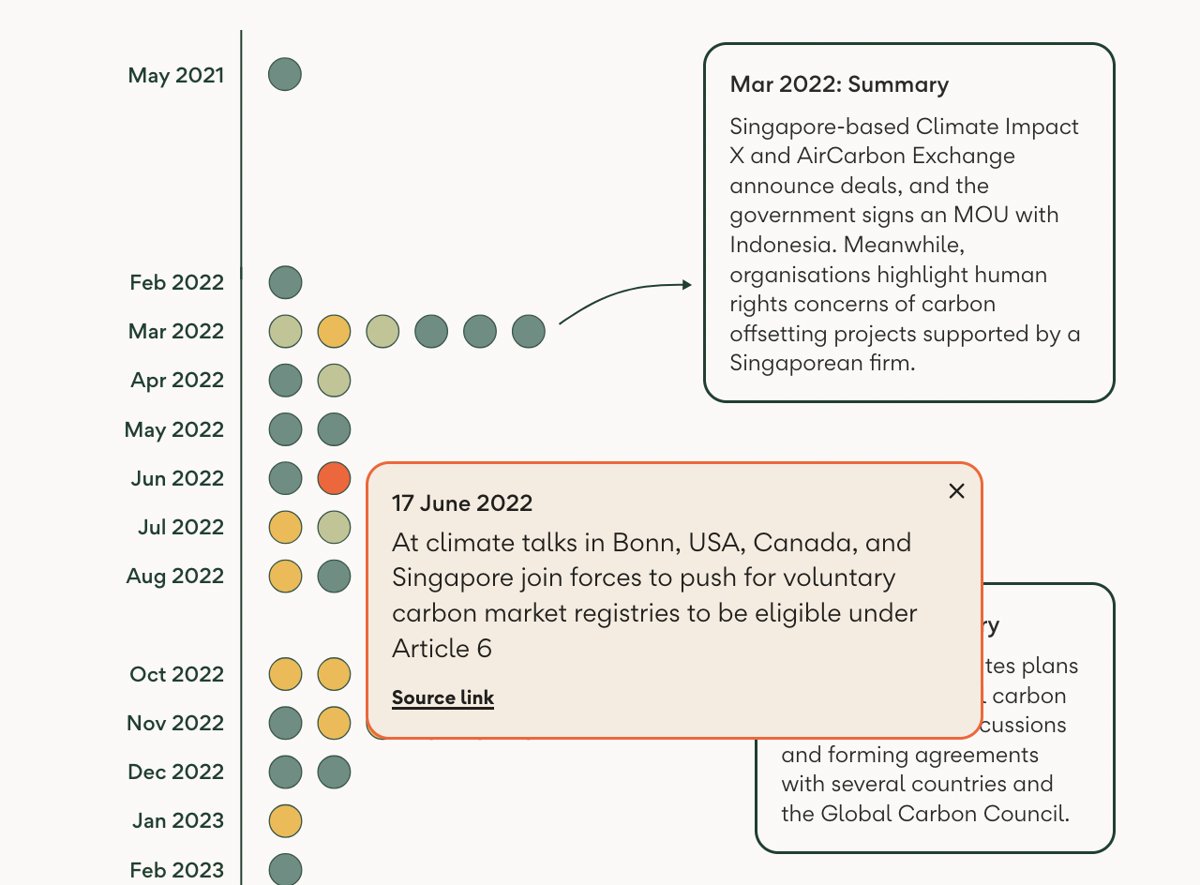 May 2021
Mar 2022: Summary
Singapore-based Climate Impact
X and AirCarbon Exchange
announce deals, and the
government signs an MOU with
Indonesia. Meanwhile,
organisations highlight human
rights concerns of carbon
offsetting projects supported by a
Singaporean firm.
Feb 2022
Mar 2022
Apr 2022
May 2022
Jun 2022
Jul 2022
Aug 2022
17 June 2022
At climate talks in Bonn, USA, Canada, and
Singapore join forces to push for voluntary
carbon market registries to be eligible under
Article 6
Source link
plans
carbon
and forming agreements
with several countries and
the Global Carbon Council.
Oct 2022
Nov 2022
Dec 2022
Jan 2023
Feb 2023